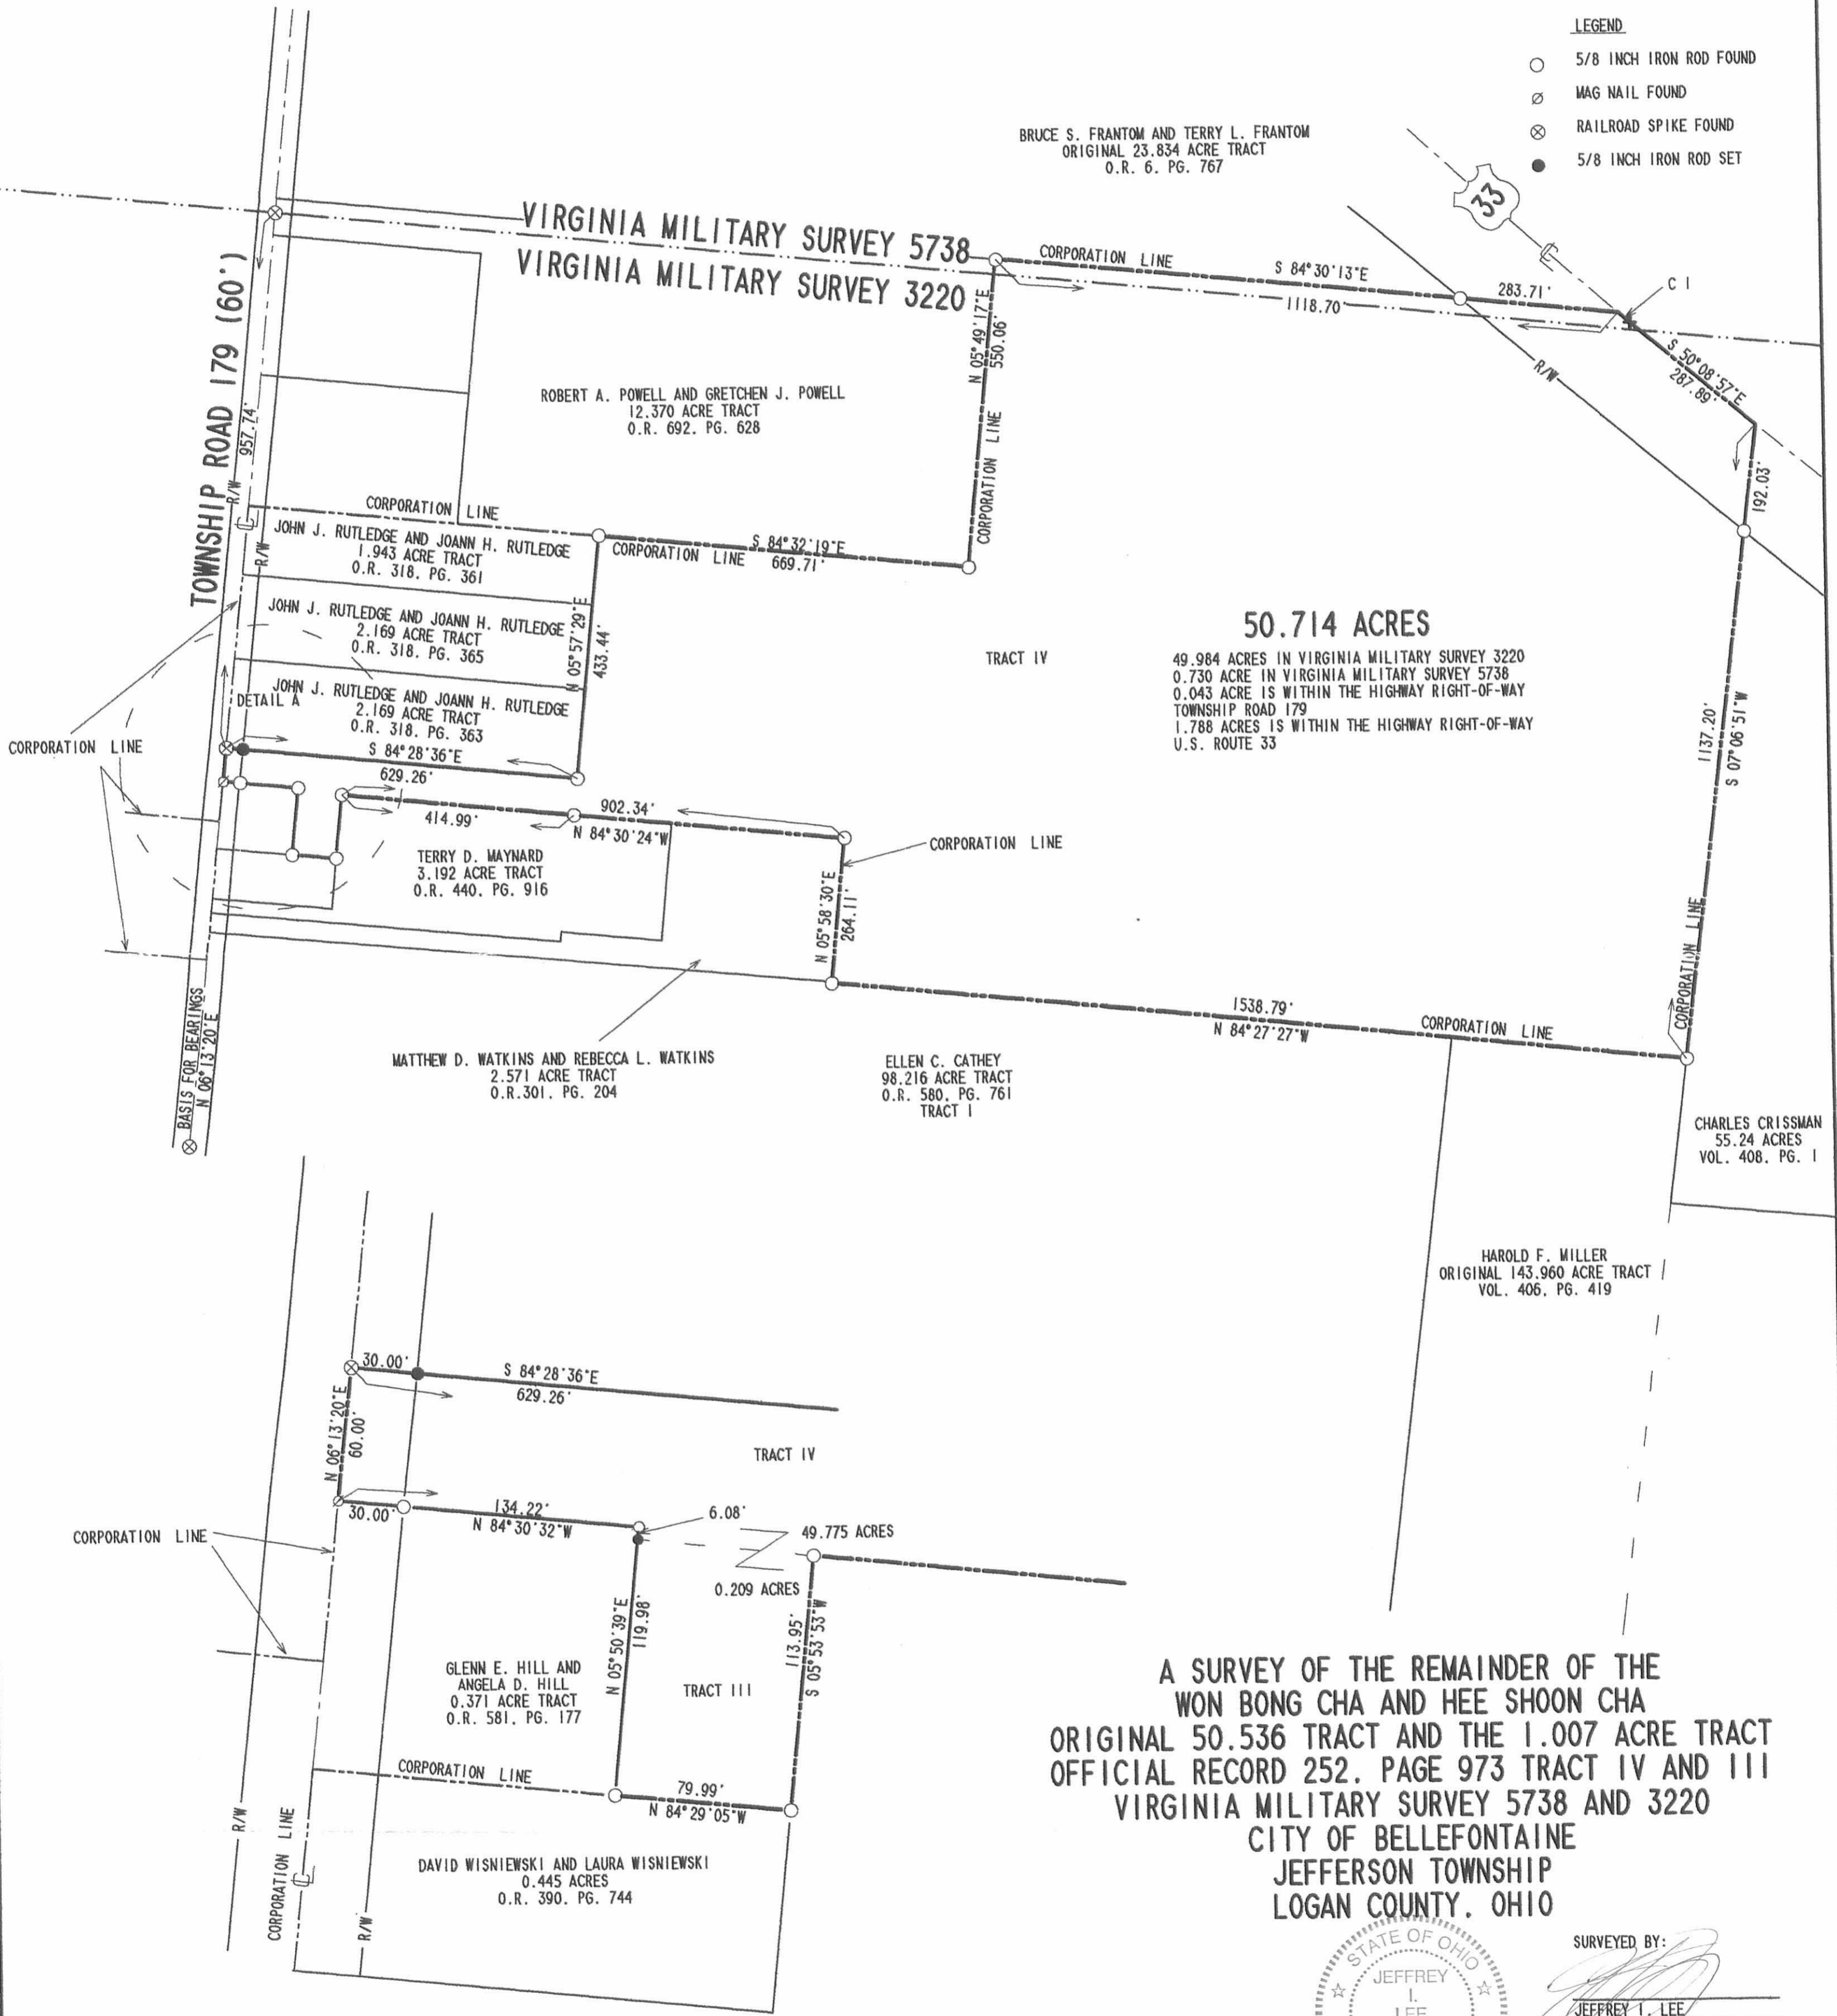 LEGEND
5/8 INCH IRON ROD FOUND
MAG NAIL FOUND
RAILROAD SPIKE FOUND
5/8 INCH IRON ROD SET
BRUCE S. FRANTOM AND TERRY L. FRANTOM
ORIGINAL 23.834 ACRE TRACT
O.R. 6. PG. 767
33
VIRGINIA MILITARY SURVEY 5738
VIRGINIA MILITARY SURVEY 3220
CORPORATION LINE
S 84°30'13"E
283.71'
1118.70'
C 1
S 50°08'57"E
287.89'
R/W
192.03'
N 05°49'17"E
550.06'
CORPORATION LINE
TOWNSHIP ROAD 179 (60')
957.74'
R/W
R/W
ROBERT A. POWELL AND GRETCHEN J. POWELL
12.370 ACRE TRACT
O.R. 692. PG. 628
CORPORATION LINE
JOHN J. RUTLEDGE AND JOANN H. RUTLEDGE
1.943 ACRE TRACT
O.R. 318. PG. 361
CORPORATION LINE
S 84°32'19"E
669.71'
JOHN J. RUTLEDGE AND JOANN H. RUTLEDGE
2.169 ACRE TRACT
O.R. 318. PG. 365
N 05°57'29"E
433.44'
JOHN J. RUTLEDGE AND JOANN H. RUTLEDGE
2.169 ACRE TRACT
O.R. 318. PG. 363
DETAIL A
CORPORATION LINE
S 84°28'36"E
629.26'
TRACT IV
50.714 ACRES
49.984 ACRES IN VIRGINIA MILITARY SURVEY 3220
0.730 ACRE IN VIRGINIA MILITARY SURVEY 5738
0.043 ACRE IS WITHIN THE HIGHWAY RIGHT-OF-WAY
TOWNSHIP ROAD 179
1.788 ACRES IS WITHIN THE HIGHWAY RIGHT-OF-WAY
U.S. ROUTE 33
1137.20'
S 07°06'51"W
CORPORATION LINE
414.99'
902.34'
N 84°30'24"W
TERRY D. MAYNARD
3.192 ACRE TRACT
O.R. 440. PG. 916
CORPORATION LINE
N 05°58'30"E
264.11'
1538.79'
N 84°27'27"W
CORPORATION LINE
BASIS FOR BEARINGS
N 06°13'20"E
MATTHEW D. WATKINS AND REBECCA L. WATKINS
2.571 ACRE TRACT
O.R.301. PG. 204
ELLEN C. CATHEY
98.216 ACRE TRACT
O.R. 580. PG. 761
TRACT I
CHARLES CRISSMAN
55.24 ACRES
VOL. 408. PG. 1
HAROLD F. MILLER
ORIGINAL 143.960 ACRE TRACT
VOL. 406. PG. 419
30.00'
S 84°28'36"E
629.26'
N 06°13'20"E
60.00'
TRACT IV
30.00'
134.22'
N 84°30'32"W
6.08'
49.775 ACRES
0.209 ACRES
CORPORATION LINE
N 05°50'39"E
119.98'
113.95'
S 05°53'53"W
GLENN E. HILL AND
ANGELA D. HILL
0.371 ACRE TRACT
O.R. 581. PG. 177
TRACT III
CORPORATION LINE
79.99'
N 84°29'05"W
R/W
CORPORATION LINE
R/W
DAVID WISNIEWSKI AND LAURA WISNIEWSKI
0.445 ACRES
O.R. 390. PG. 744
A SURVEY OF THE REMAINDER OF THE
WON BONG CHA AND HEE SHOON CHA
ORIGINAL 50.536 TRACT AND THE 1.007 ACRE TRACT
OFFICIAL RECORD 252. PAGE 973 TRACT IV AND III
VIRGINIA MILITARY SURVEY 5738 AND 3220
CITY OF BELLEFONTAINE
JEFFERSON TOWNSHIP
LOGAN COUNTY. OHIO
STATE OF OHIO
JEFFREY
I.
LEE
SURVEYED BY:
JEFFREY I. LEE